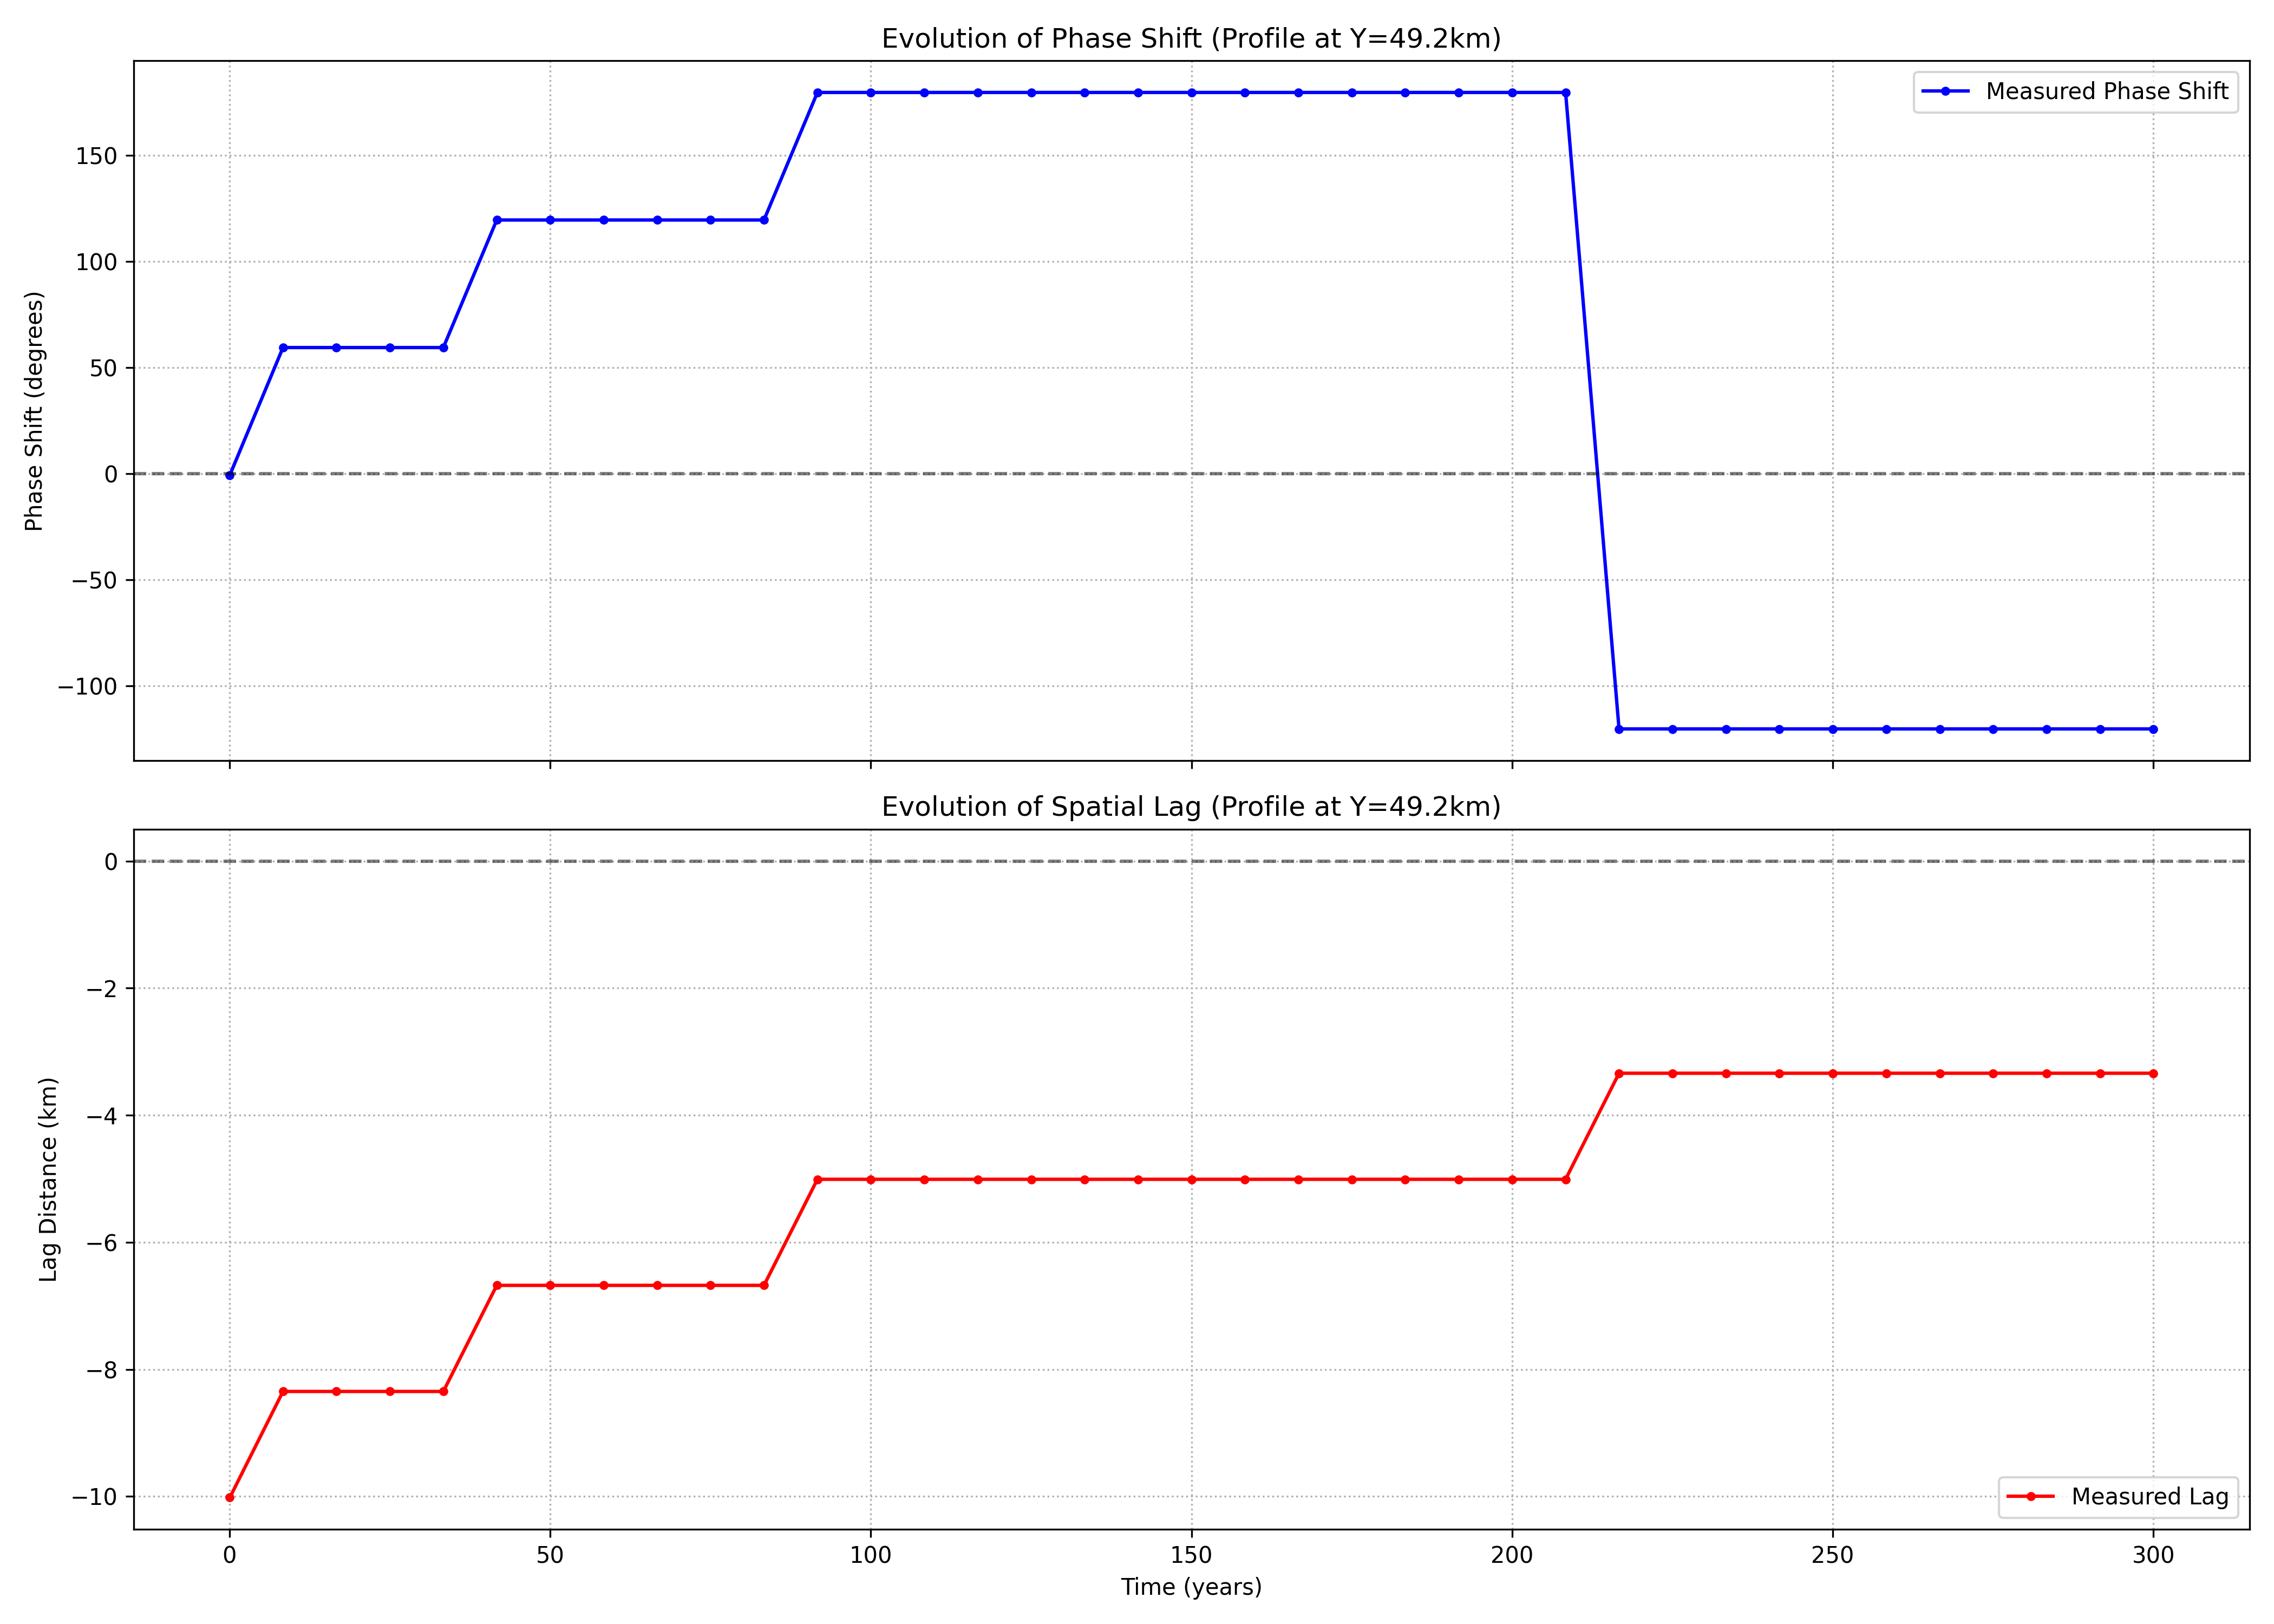 Evolution of Phase Shift (Profile at Y=49.2km)
Measured Phase Shift
Phase Shift (degrees)
150
100
50
0
−50
−100
Evolution of Spatial Lag (Profile at Y=49.2km)
Lag Distance (km)
0
−2
−4
−6
−8
−10
Measured Lag
0 50 100 150 200 250 300
Time (years)